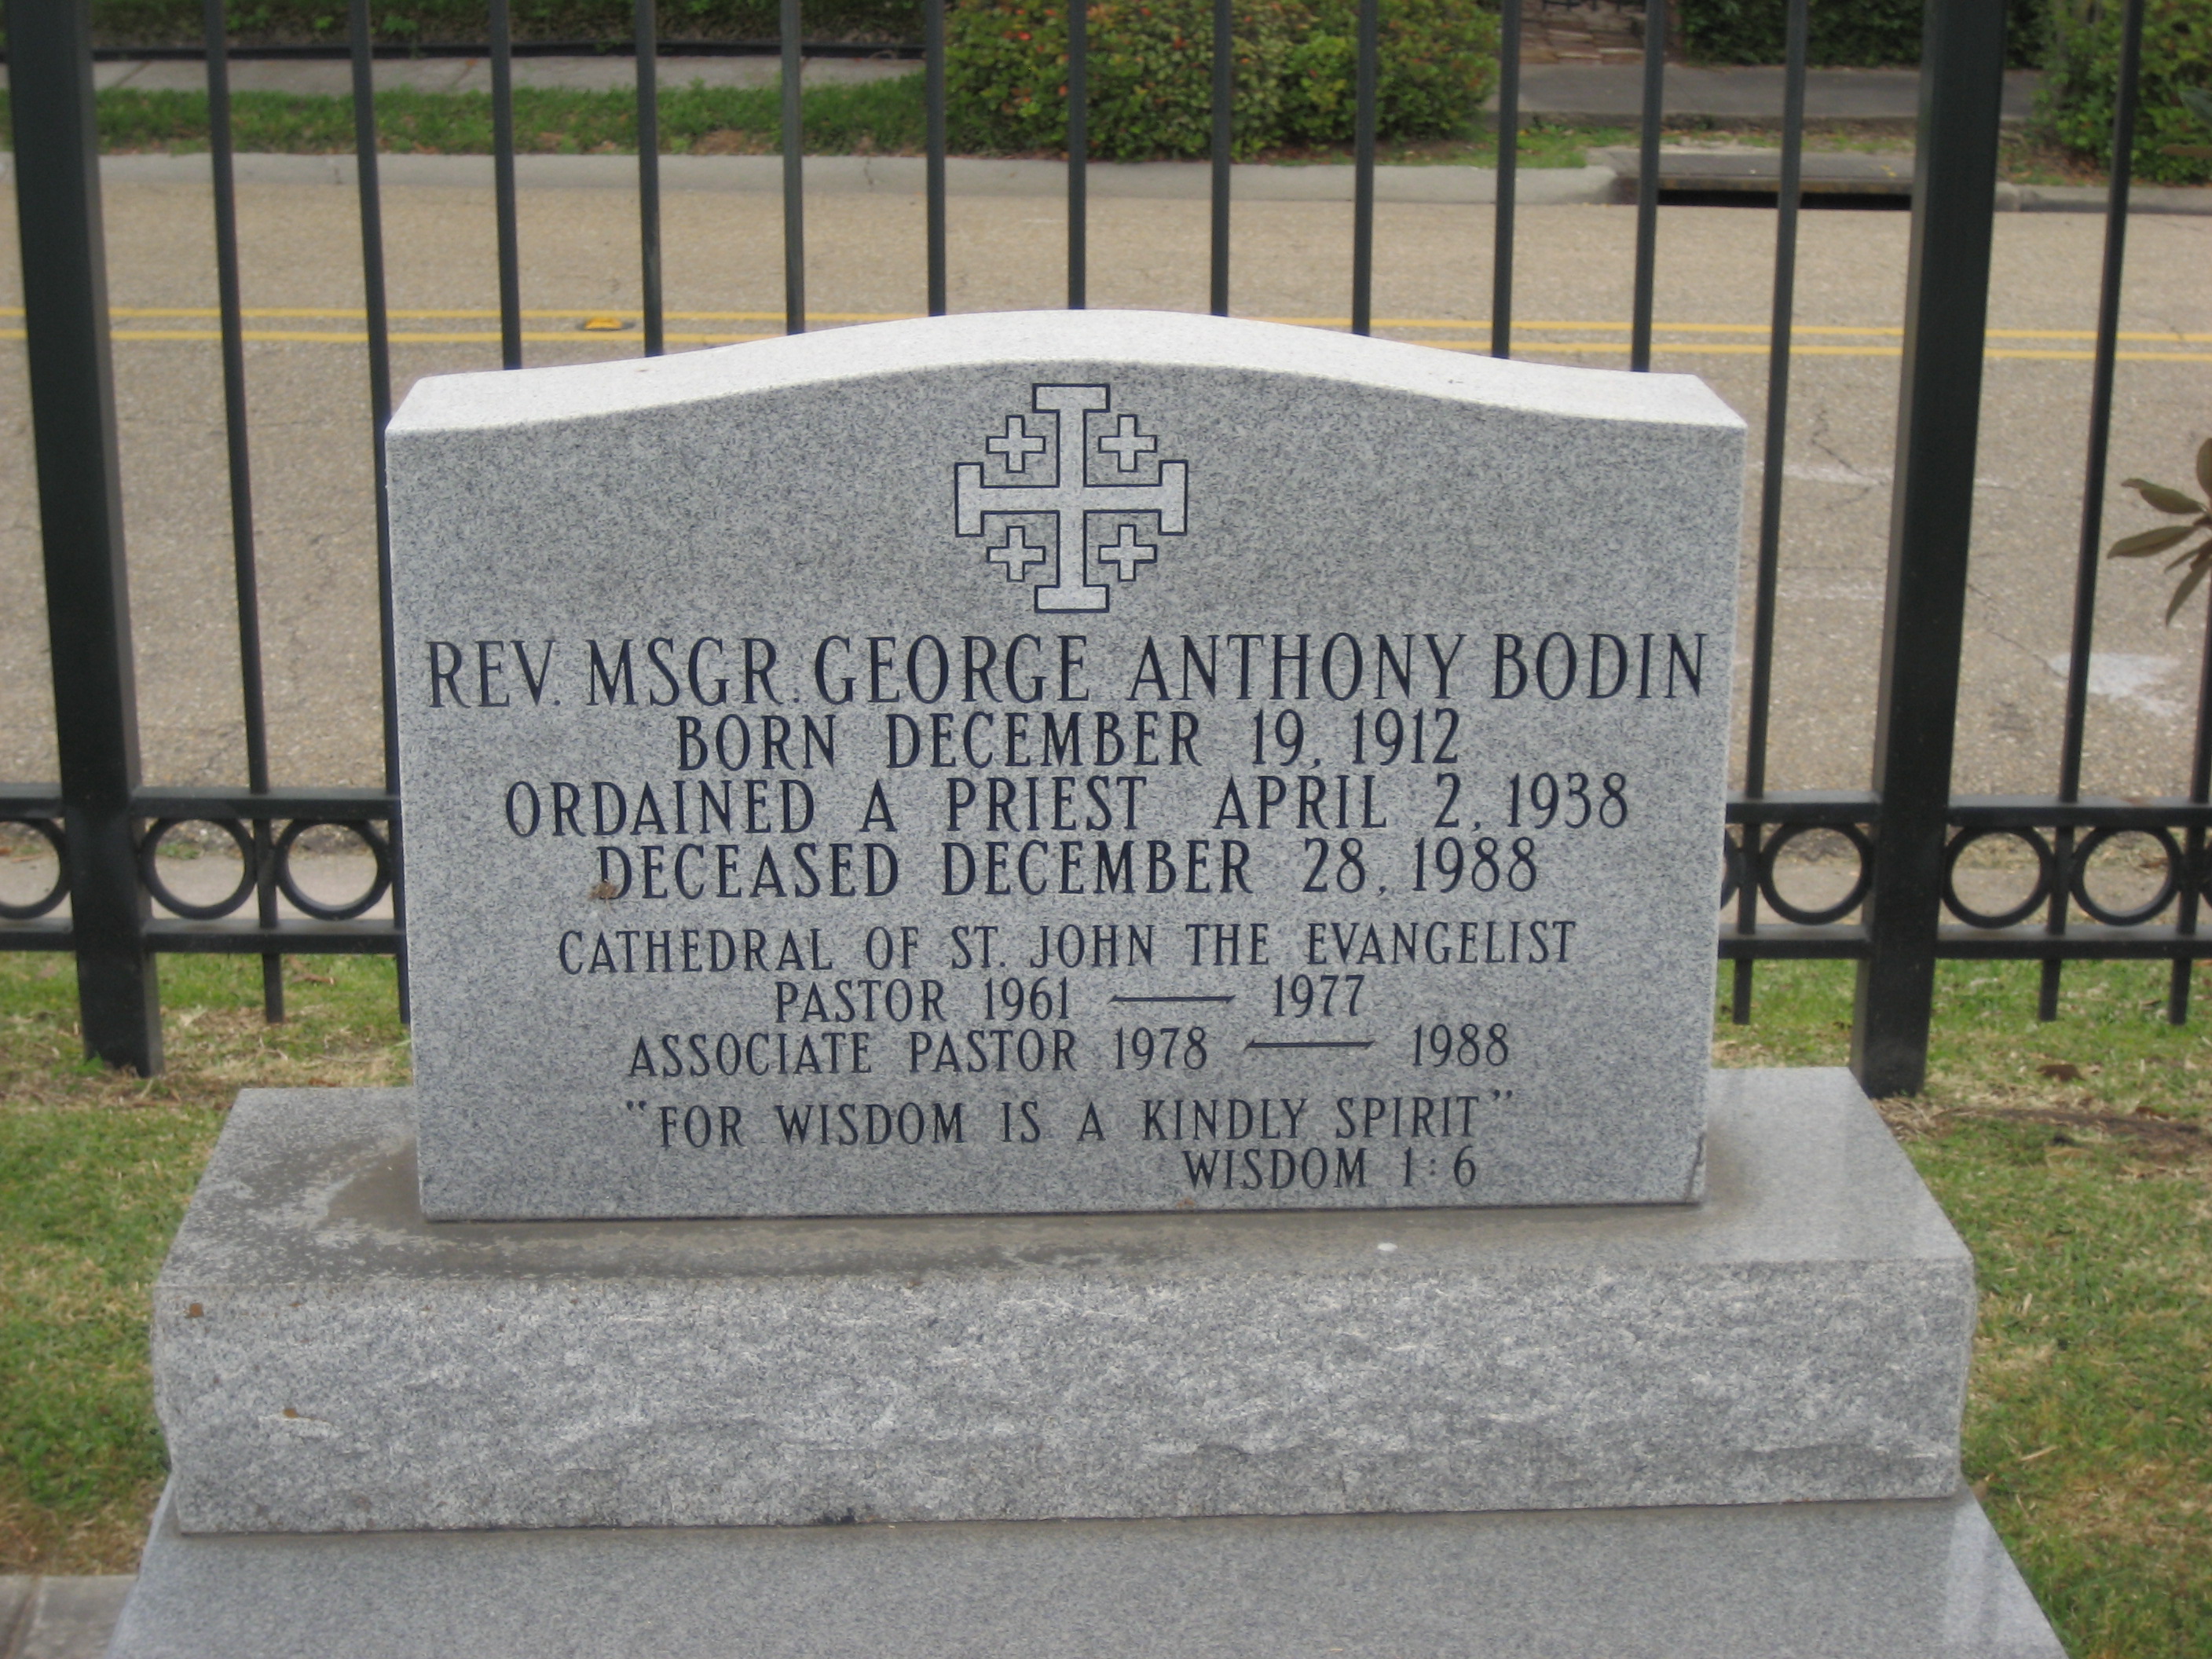 REV. MSGR. GEORGE ANTHONY BODIN
BORN DECEMBER 19, 1912
ORDAINED A PRIEST APRIL 2, 1938
DECEASED DECEMBER 28, 1988
CATHEDRAL OF ST. JOHN THE EVANGELIST
PASTOR 1961 — 1977
ASSOCIATE PASTOR 1978 — 1988
"FOR WISDOM IS A KINDLY SPIRIT"
WISDOM 1:6